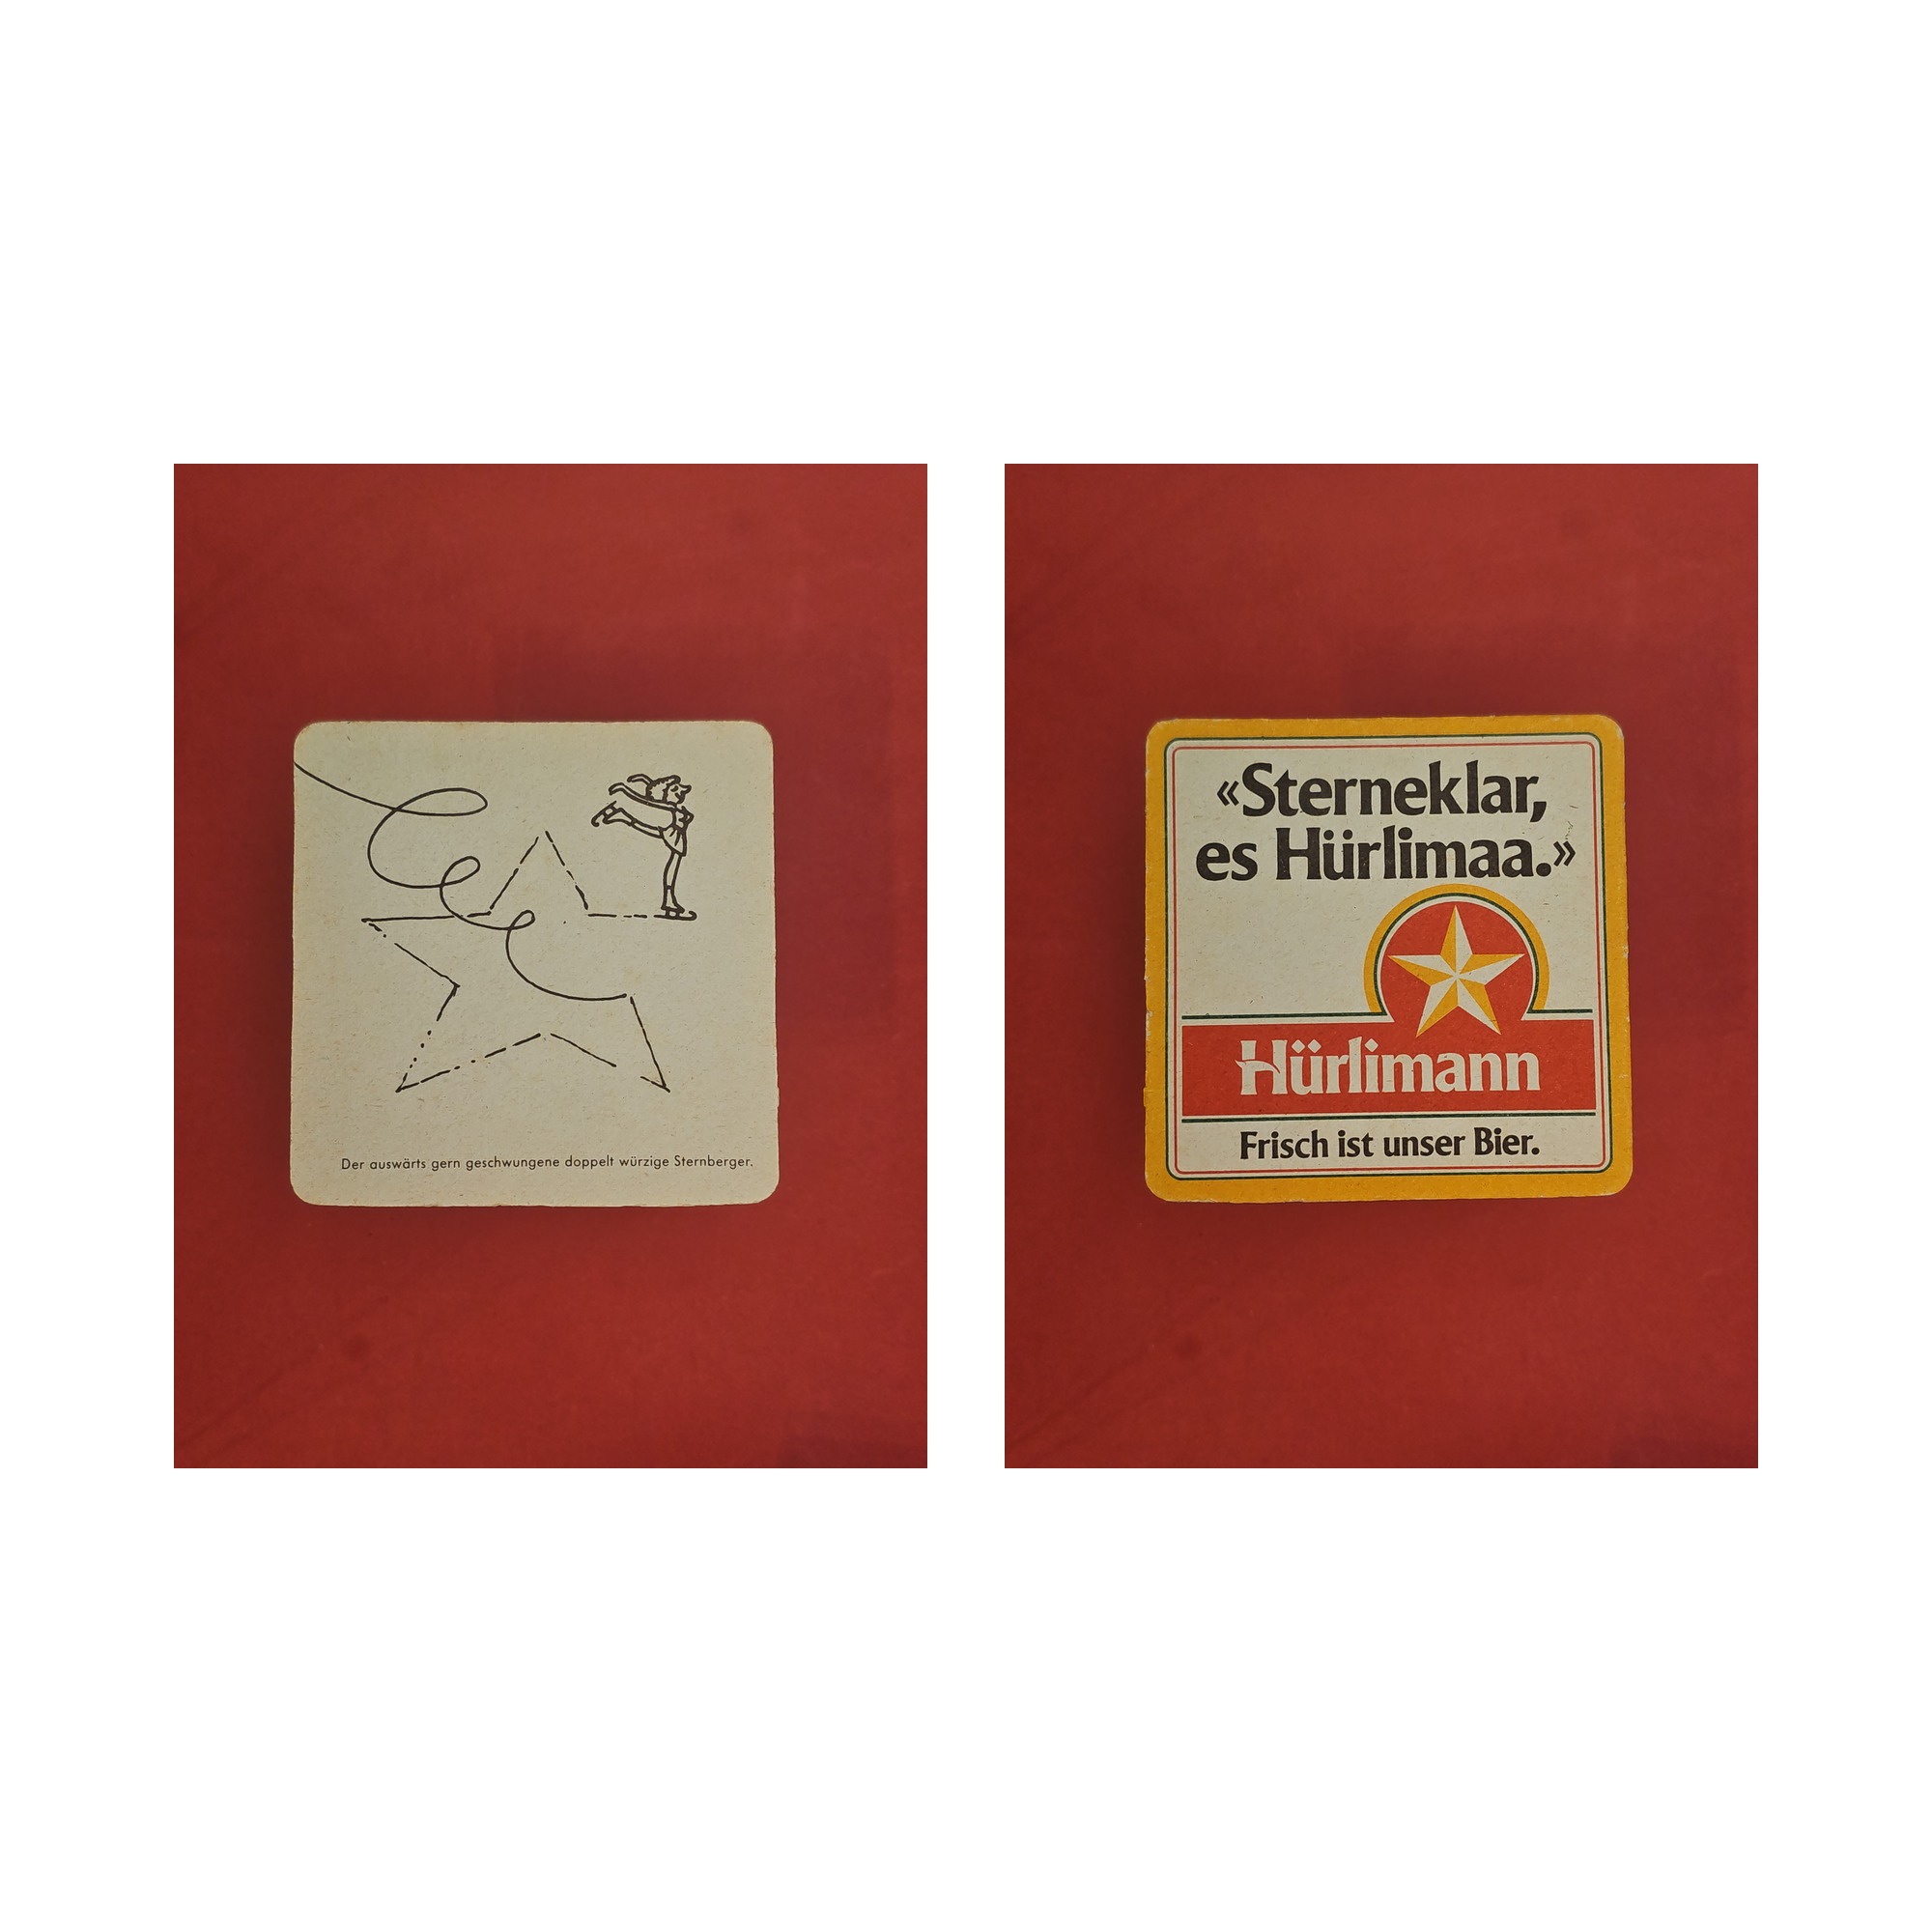 Der auswärts gern geschwungene doppelt würzige Sternberger.
«Sterneklar,
es Hürlimaa.»
Hürlimann
Frisch ist unser Bier.